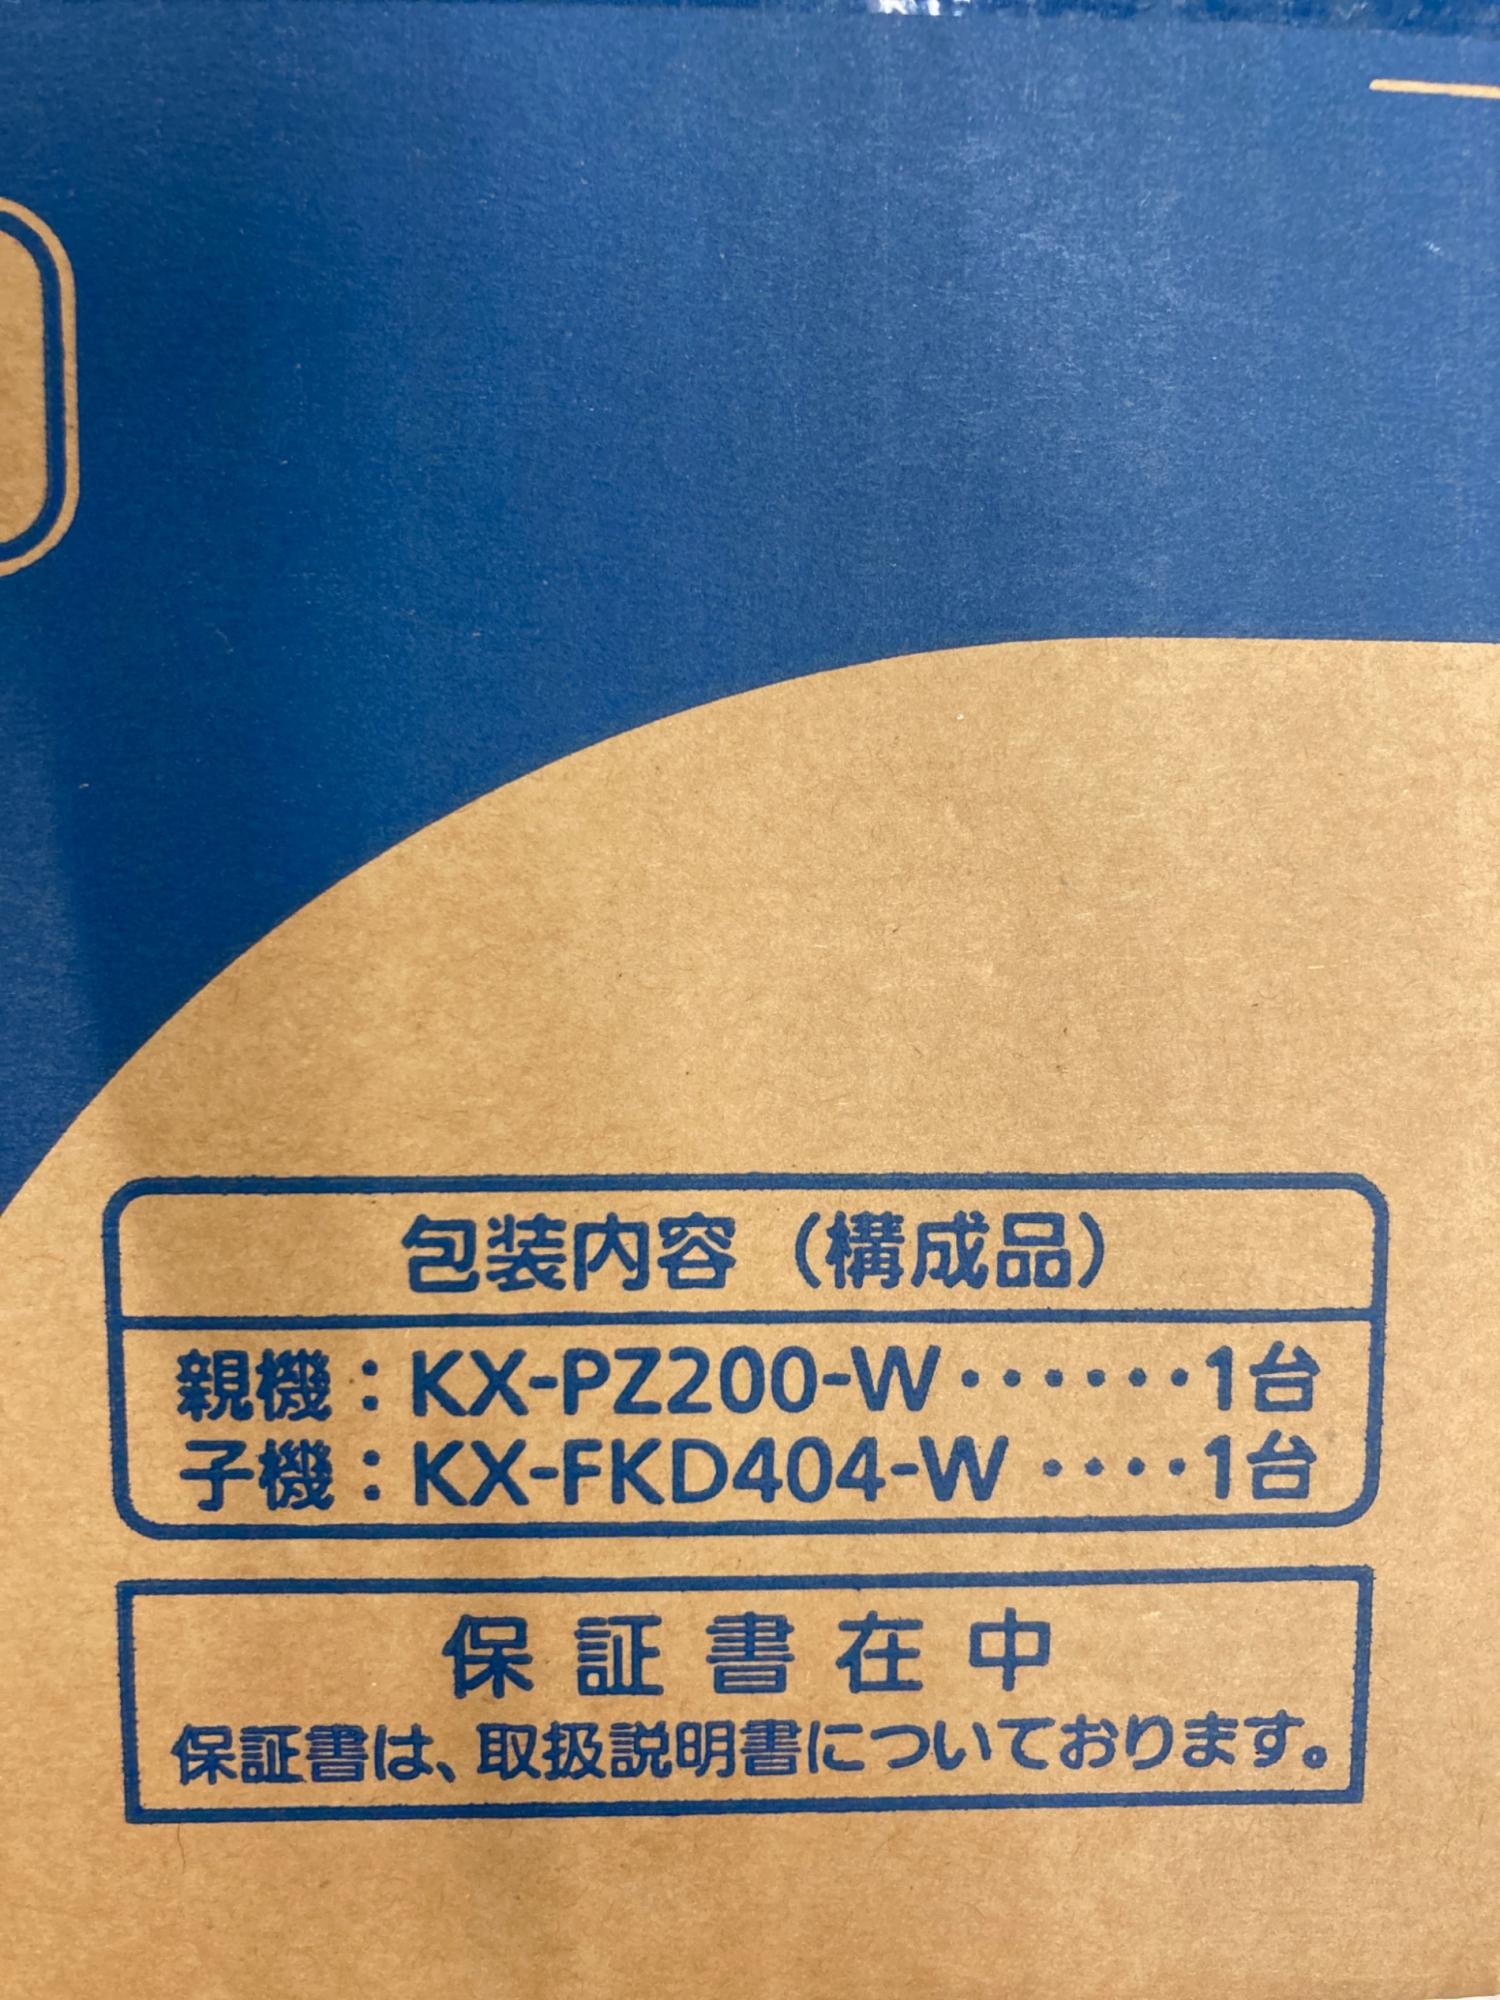 包装内容（構成品）
親機：KX-PZ200-W・・・・・・1台
子機：KX-FKD404-W・・・・1台
保証書在中
保証書は、取扱説明書についております。